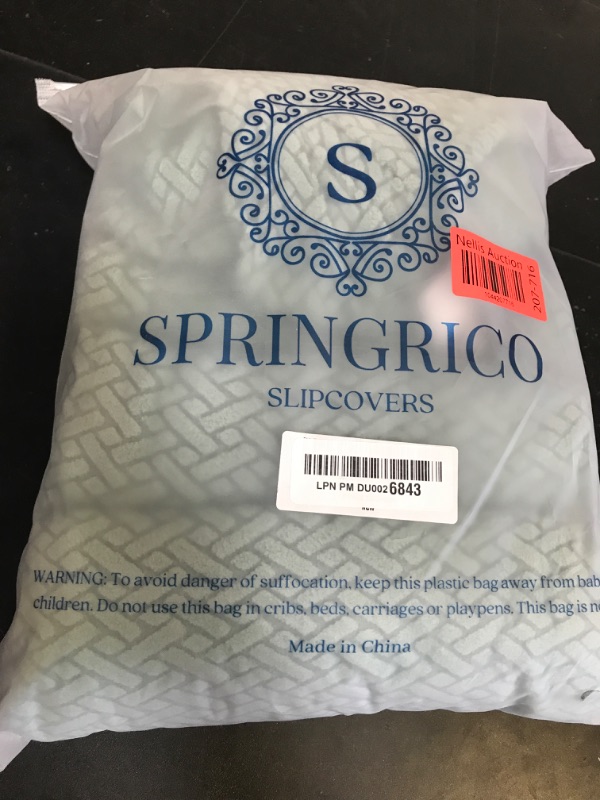 S
Nellis Auction
207-716
SPRINGRICO
SLIPCOVERS
LPN PM DU0026843
WARNING: To avoid danger of suffocation, keep this plastic bag away from bab
children. Do not use this bag in cribs, beds, carriages or playpens. This bag is n
Made in China